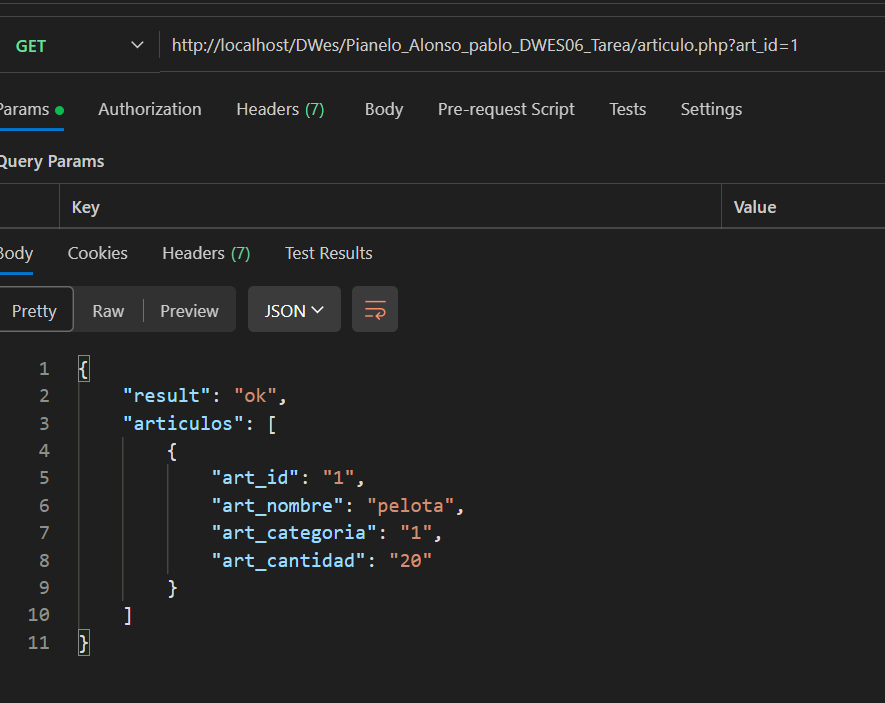 GET http://localhost/DWes/Pianelo_Alonso_pablo_DWES06_Tarea/articulo.php?art_id=1
Params Authorization Headers (7) Body Pre-request Script Tests Settings
Query Params
Key Value
Body Cookies Headers (7) Test Results
Pretty Raw Preview JSON
1 {
2 "result": "ok",
3 "articulos": [
4 {
5 "art_id": "1",
6 "art_nombre": "pelota",
7 "art_categoria": "1",
8 "art_cantidad": "20"
9 }
10 ]
11 }